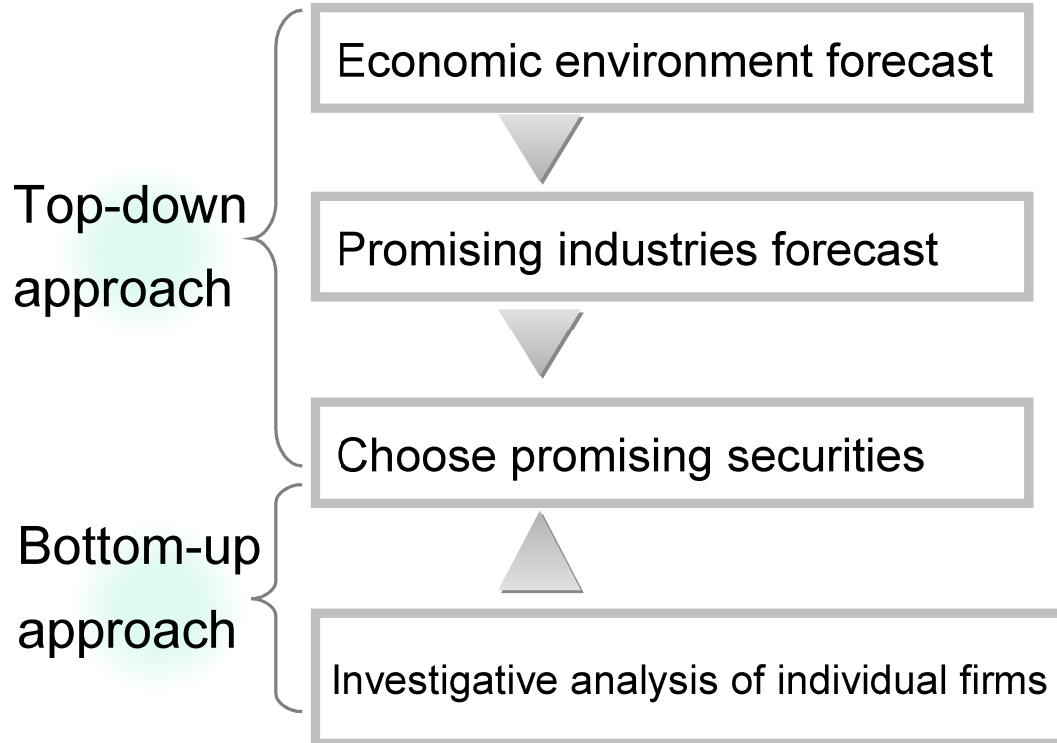 Economic environment forecast
Top-down
approach
Promising industries forecast
Choose promising securities
Bottom-up
approach
Investigative analysis of individual firms